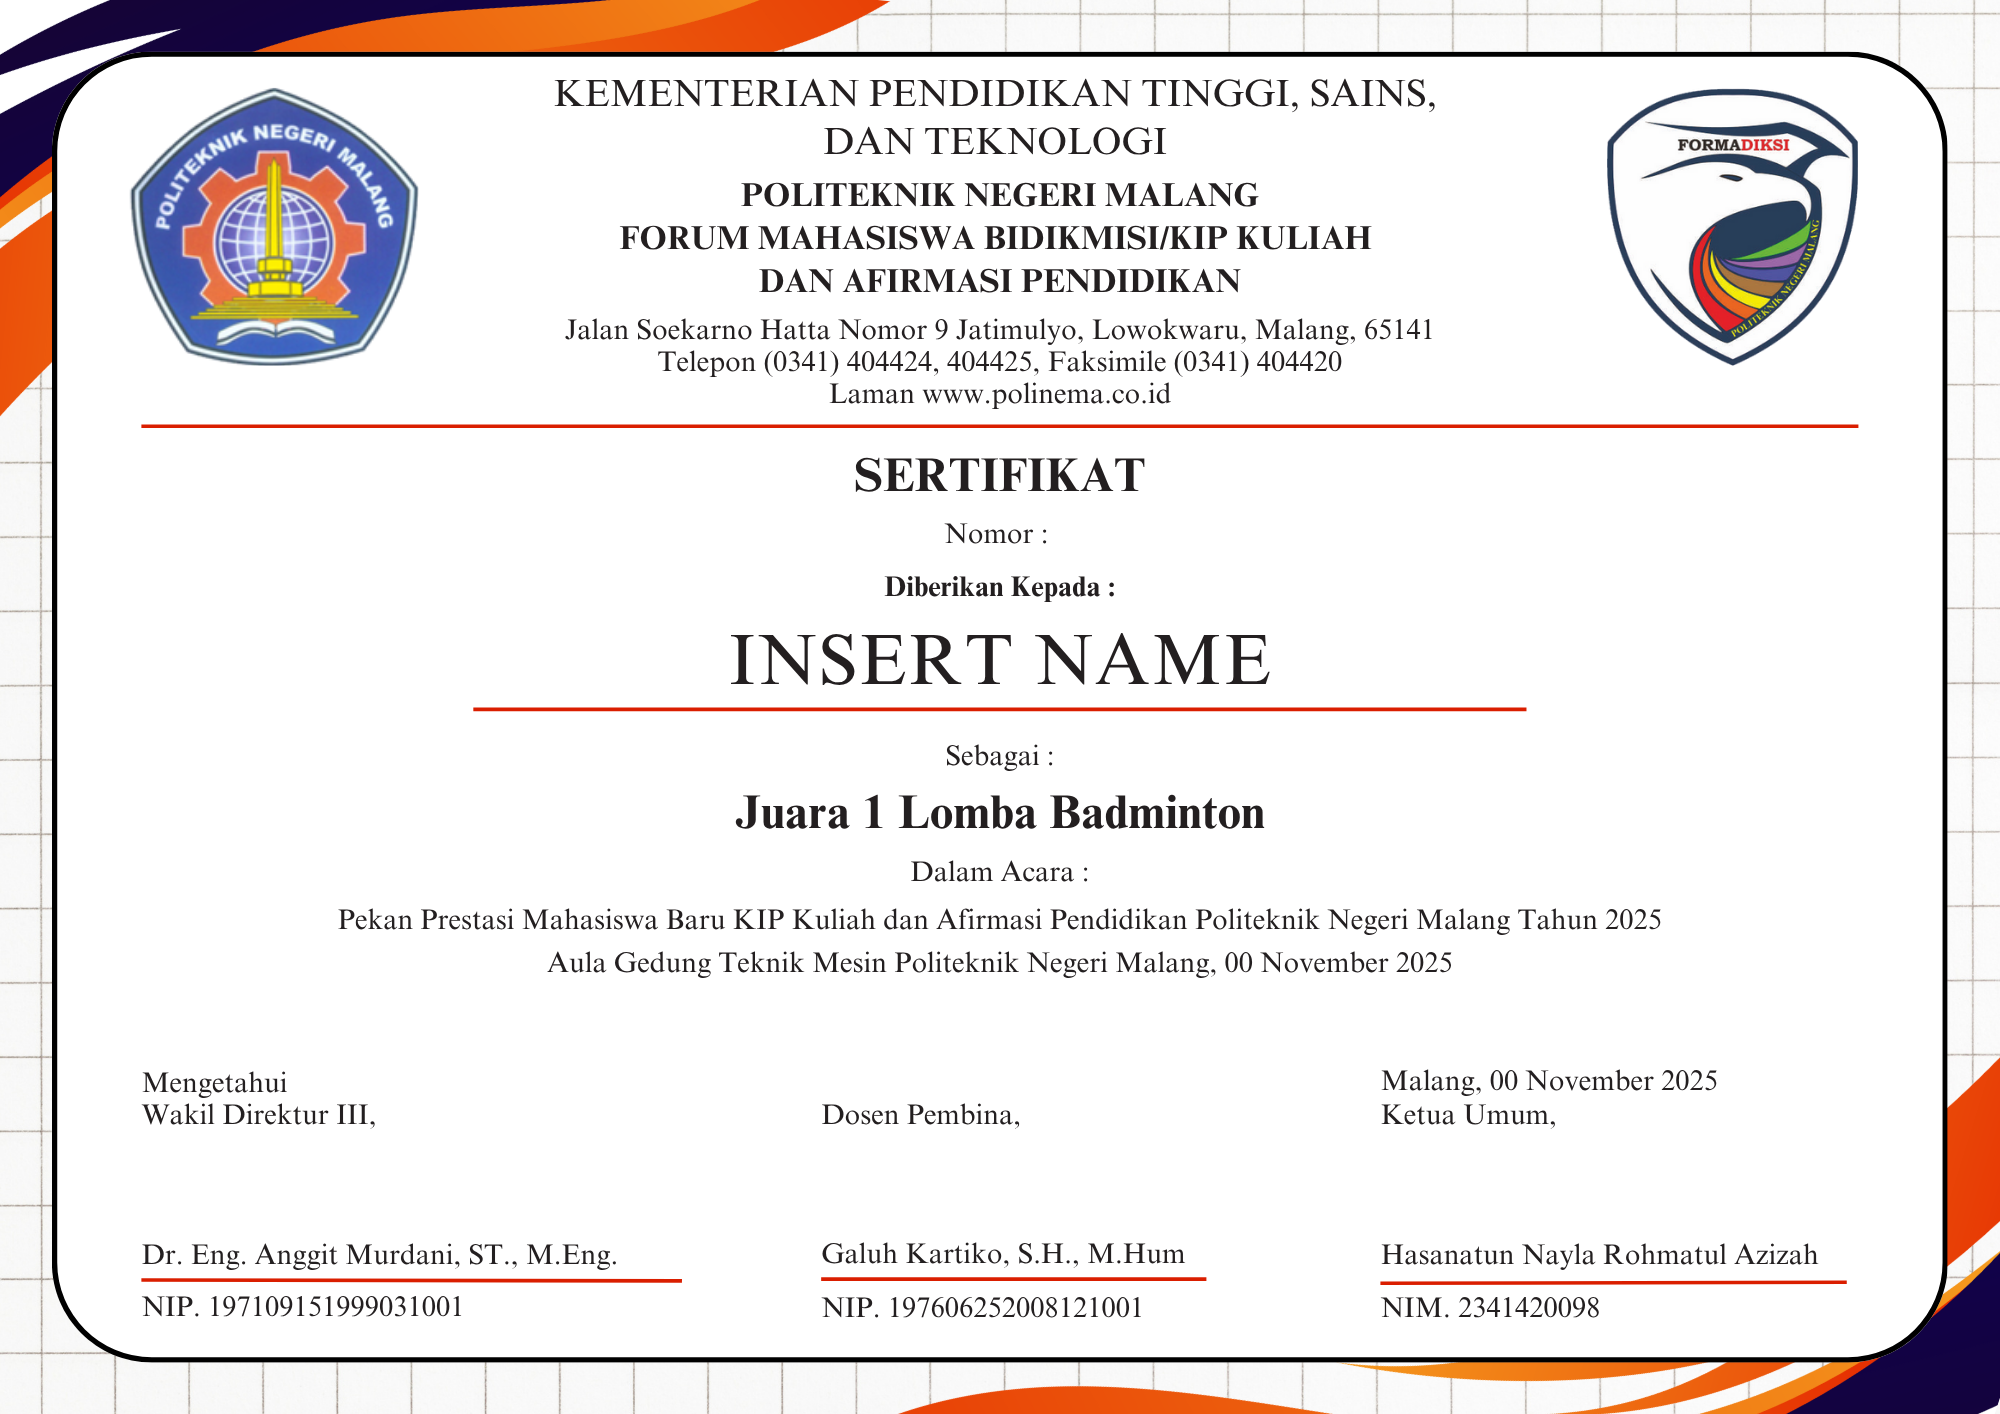 KEMENTERIAN PENDIDIKAN TINGGI, SAINS,
DAN TEKNOLOGI
POLITEKNIK NEGERI MALANG
FORUM MAHASISWA BIDIKMISI/KIP KULIAH
DAN AFIRMASI PENDIDIKAN
Jalan Soekarno Hatta Nomor 9 Jatimulyo, Lowokwaru, Malang, 65141
Telepon (0341) 404424, 404425, Faksimile (0341) 404420
Laman www.polinema.co.id
POLITEKNIK NEGERI MALANG
FORMADIKSI
POLITEKNIK NEGERI MALANG
SERTIFIKAT
Nomor :
Diberikan Kepada :
INSERT NAME
Sebagai :
Juara 1 Lomba Badminton
Dalam Acara :
Pekan Prestasi Mahasiswa Baru KIP Kuliah dan Afirmasi Pendidikan Politeknik Negeri Malang Tahun 2025
Aula Gedung Teknik Mesin Politeknik Negeri Malang, 00 November 2025
Mengetahui
Wakil Direktur III,
Dr. Eng. Anggit Murdani, ST., M.Eng.
NIP. 197109151999031001
Dosen Pembina,
Galuh Kartiko, S.H., M.Hum
NIP. 197606252008121001
Malang, 00 November 2025
Ketua Umum,
Hasanatun Nayla Rohmatul Azizah
NIM. 2341420098